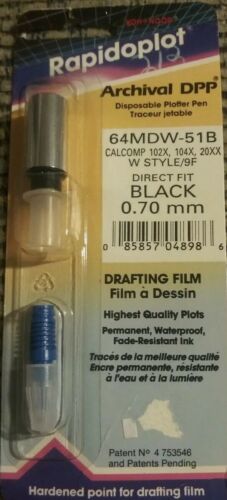 KOH-I-NOOR
Rapidoplot®
Archival DPP®
Disposable Plotter Pen
Traceur jetable
64MDW-51B
CALCOMP 102X, 104X, 20XX
W STYLE/9F
DIRECT FIT
BLACK
0.70 mm
0 85857 04898 6
DRAFTING FILM
Film à Dessin
Highest Quality Plots
Permanent, Waterproof,
Fade-Resistant Ink
Tracés de la meilleure qualité
Encre permanente, résistante
à l'eau et à la lumière
Patent Nº 4 753546
and Patents Pending
Hardened point for drafting film